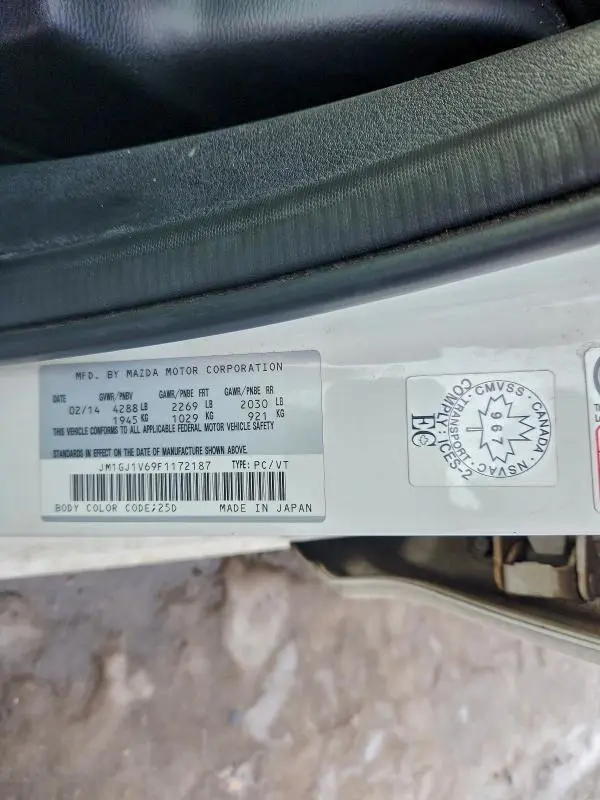 MFD. BY MAZDA MOTOR CORPORATION
DATE GVWR/PNBV GAWR/PNBE FRT GAWR/PNBE RR
02/14 4288 LB 2269 LB 2030 LB
1945 KG 1029 KG 921 KG
THIS VEHICLE CONFORMS TO ALL APPLICABLE FEDERAL MOTOR VEHICLE SAFETY
STANDARDS IN EFFECT ON THE DATE OF MANUFACTURE SHOWN ABOVE.
JM1GJ1V69F1172187 TYPE: PC/VT
BODY COLOR CODE;25D MADE IN JAPAN
CMVSS · CANADA · NSVAC · TRANSPORT
967
COMPLY: ICES-2
EC